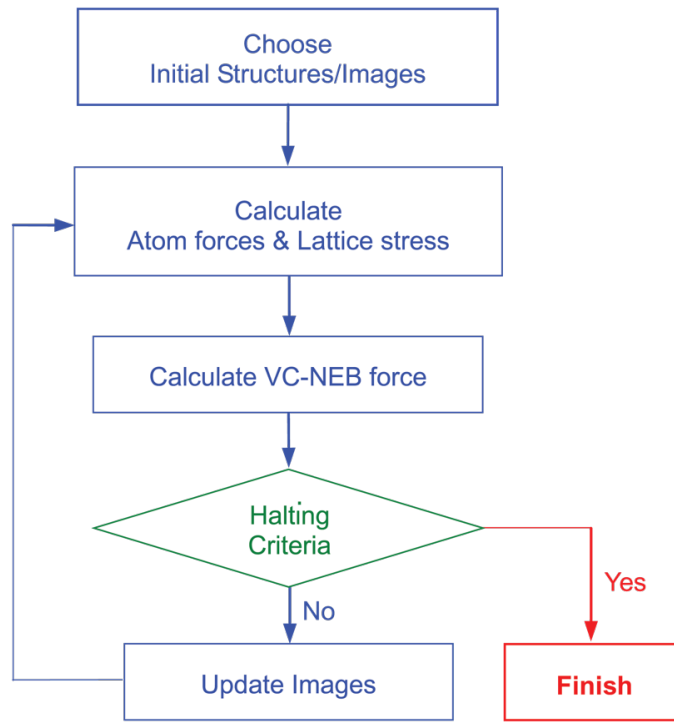 Choose
Initial Structures/Images
Calculate
Atom forces & Lattice stress
Calculate VC-NEB force
Halting
Criteria
Yes
No
Update Images
Finish